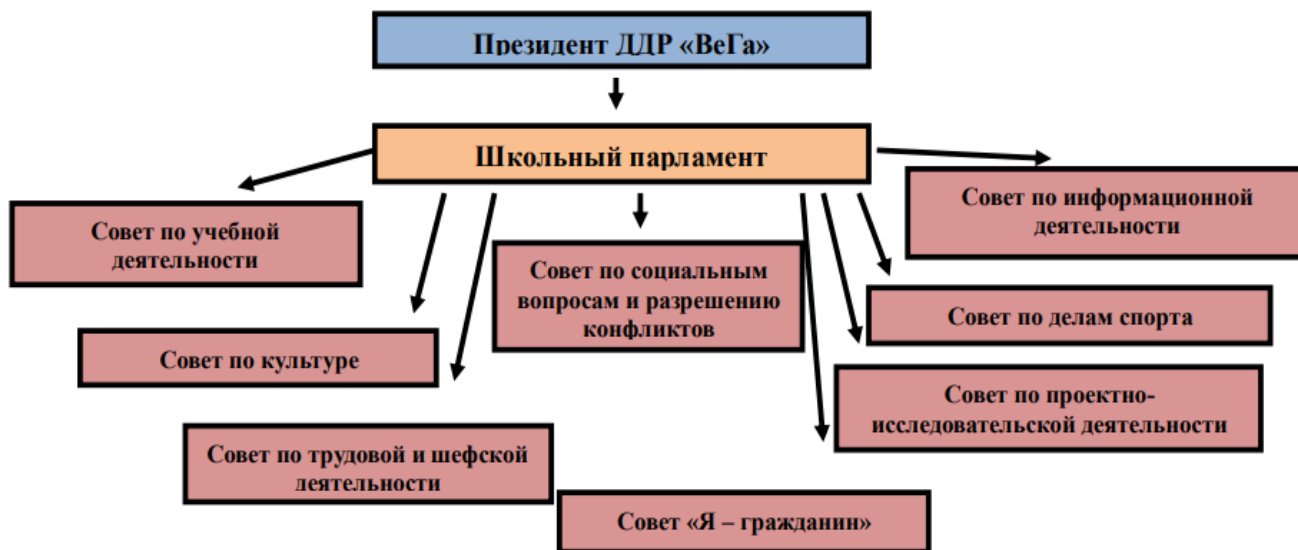 Президент ДДР «ВеГа»
Школьный парламент
Совет по информационной
деятельности
Совет по учебной
деятельности
Совет по социальным
вопросам и разрешению
конфликтов
Совет по делам спорта
Совет по культуре
Совет по проектно-
исследовательской деятельности
Совет по трудовой и шефской
деятельности
Совет «Я – гражданин»